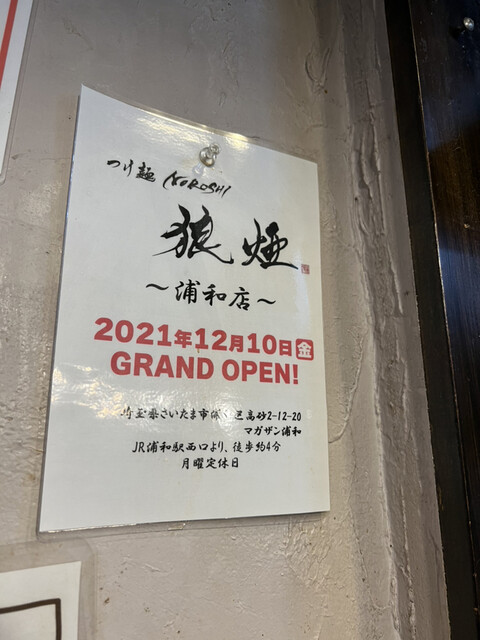 つけ麺 NOROSHI
狼煙
～浦和店～
2021年12月10日金
GRAND OPEN!
埼玉県さいたま市浦和区高砂2-12-20
マガザン浦和
JR浦和駅西口より、徒歩約4分
月曜定休日